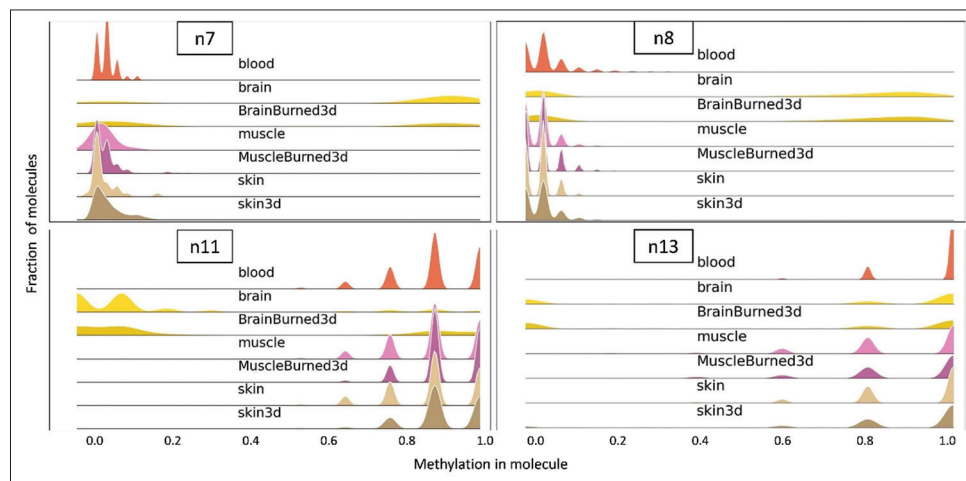 n7
blood
brain
BrainBurned3d
muscle
MuscleBurned3d
skin
skin3d
n8
blood
brain
BrainBurned3d
muscle
MuscleBurned3d
skin
skin3d
n11
blood
brain
BrainBurned3d
muscle
MuscleBurned3d
skin
skin3d
0.0 0.2 0.4 0.6 0.8 1.0
n13
blood
brain
BrainBurned3d
muscle
MuscleBurned3d
skin
skin3d
0.0 0.2 0.4 0.6 0.8 1.0
Fraction of molecules
Methylation in molecule